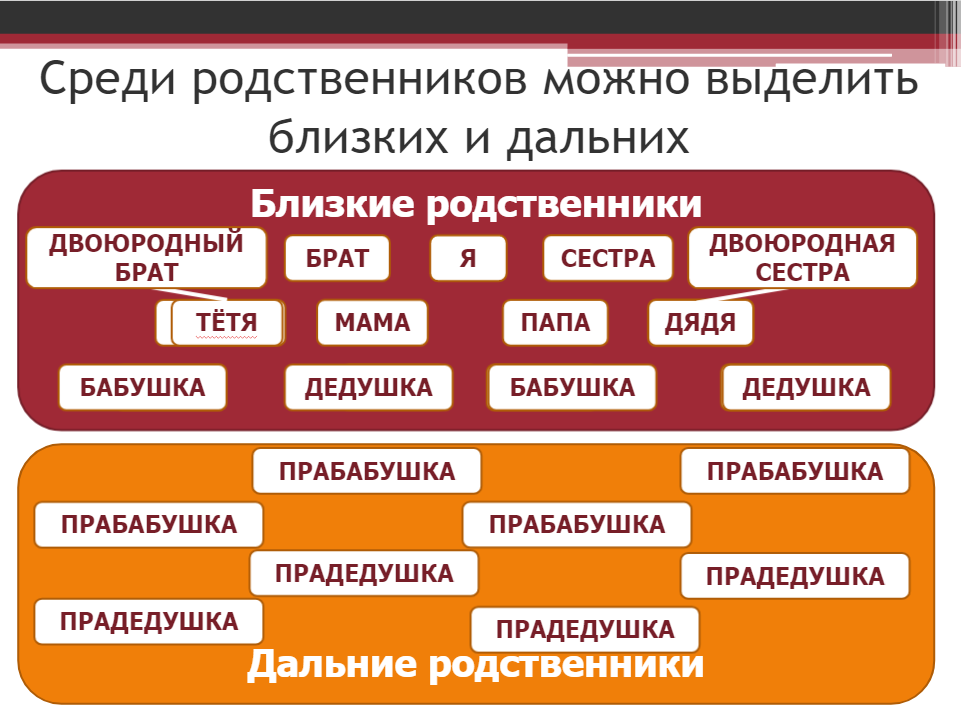 Среди родственников можно выделить
близких и дальних
Близкие родственники
ДВОЮРОДНЫЙ
БРАТ
БРАТ
Я
СЕСТРА
ДВОЮРОДНАЯ
СЕСТРА
ТЁТЯ
МАМА
ПАПА
ДЯДЯ
БАБУШКА
ДЕДУШКА
БАБУШКА
ДЕДУШКА
ПРАБАБУШКА
ПРАБАБУШКА
ПРАБАБУШКА
ПРАБАБУШКА
ПРАДЕДУШКА
ПРАДЕДУШКА
ПРАДЕДУШКА
ПРАДЕДУШКА
Дальние родственники